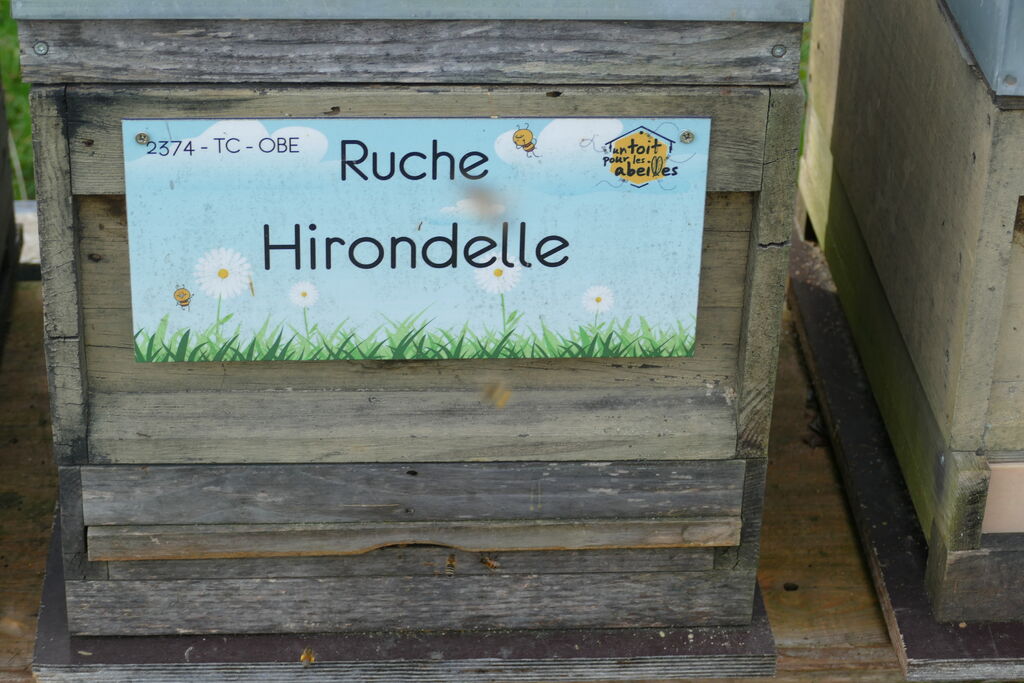 2374 - TC - OBE
Ruche
Hirondelle
un toit
pour les
abeilles